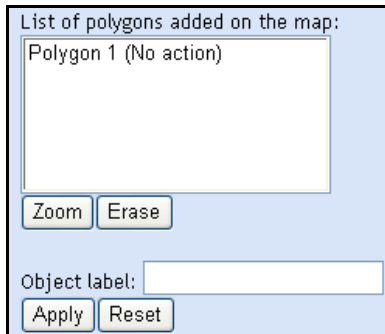 List of polygons added on the map:
Polygon 1 (No action)
Zoom Erase
Object label:
Apply Reset